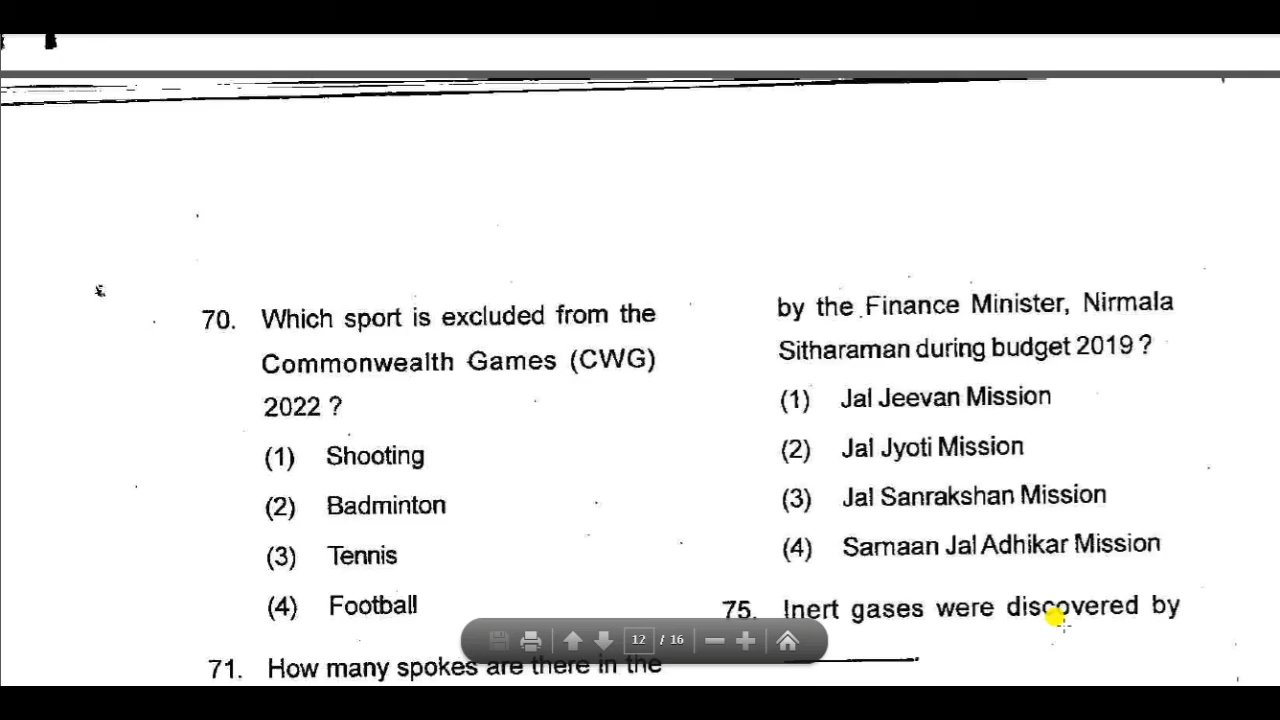 70. Which sport is excluded from the
Commonwealth Games (CWG)
2022 ?
(1) Shooting
(2) Badminton
(3) Tennis
(4) Football
71. How many spokes are there in the
by the Finance Minister, Nirmala
Sitharaman during budget 2019 ?
(1) Jal Jeevan Mission
(2) Jal Jyoti Mission
(3) Jal Sanrakshan Mission
(4) Samaan Jal Adhikar Mission
75. Inert gases were discovered by
12 / 16